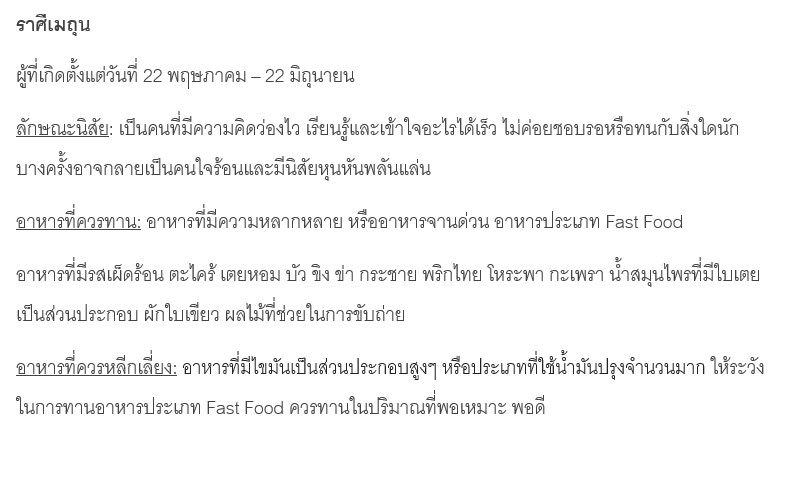 ราศีเมถุน
ผู้ที่เกิดตั้งแต่วันที่ 22 พฤษภาคม – 22 มิถุนายน
ลักษณะนิสัย: เป็นคนที่มีความคิดว่องไว เรียนรู้และเข้าใจอะไรได้เร็ว ไม่ค่อยชอบรอหรือทนกับสิ่งใดนัก
บางครั้งอาจกลายเป็นคนใจร้อนและมีนิสัยหุนหันพลันแล่น
อาหารที่ควรทาน: อาหารที่มีความหลากหลาย หรืออาหารจานด่วน อาหารประเภท Fast Food
อาหารที่มีรสเผ็ดร้อน ตะไคร้ เตยหอม บัว ขิง ข่า กระชาย พริกไทย โหระพา กะเพรา น้ำสมุนไพรที่มีใบเตย
เป็นส่วนประกอบ ผักใบเขียว ผลไม้ที่ช่วยในการขับถ่าย
อาหารที่ควรหลีกเลี่ยง: อาหารที่มีไขมันเป็นส่วนประกอบสูงๆ หรือประเภทที่ใช้น้ำมันปรุงจำนวนมาก ให้ระวัง
ในการทานอาหารประเภท Fast Food ควรทานในปริมาณที่พอเหมาะ พอดี